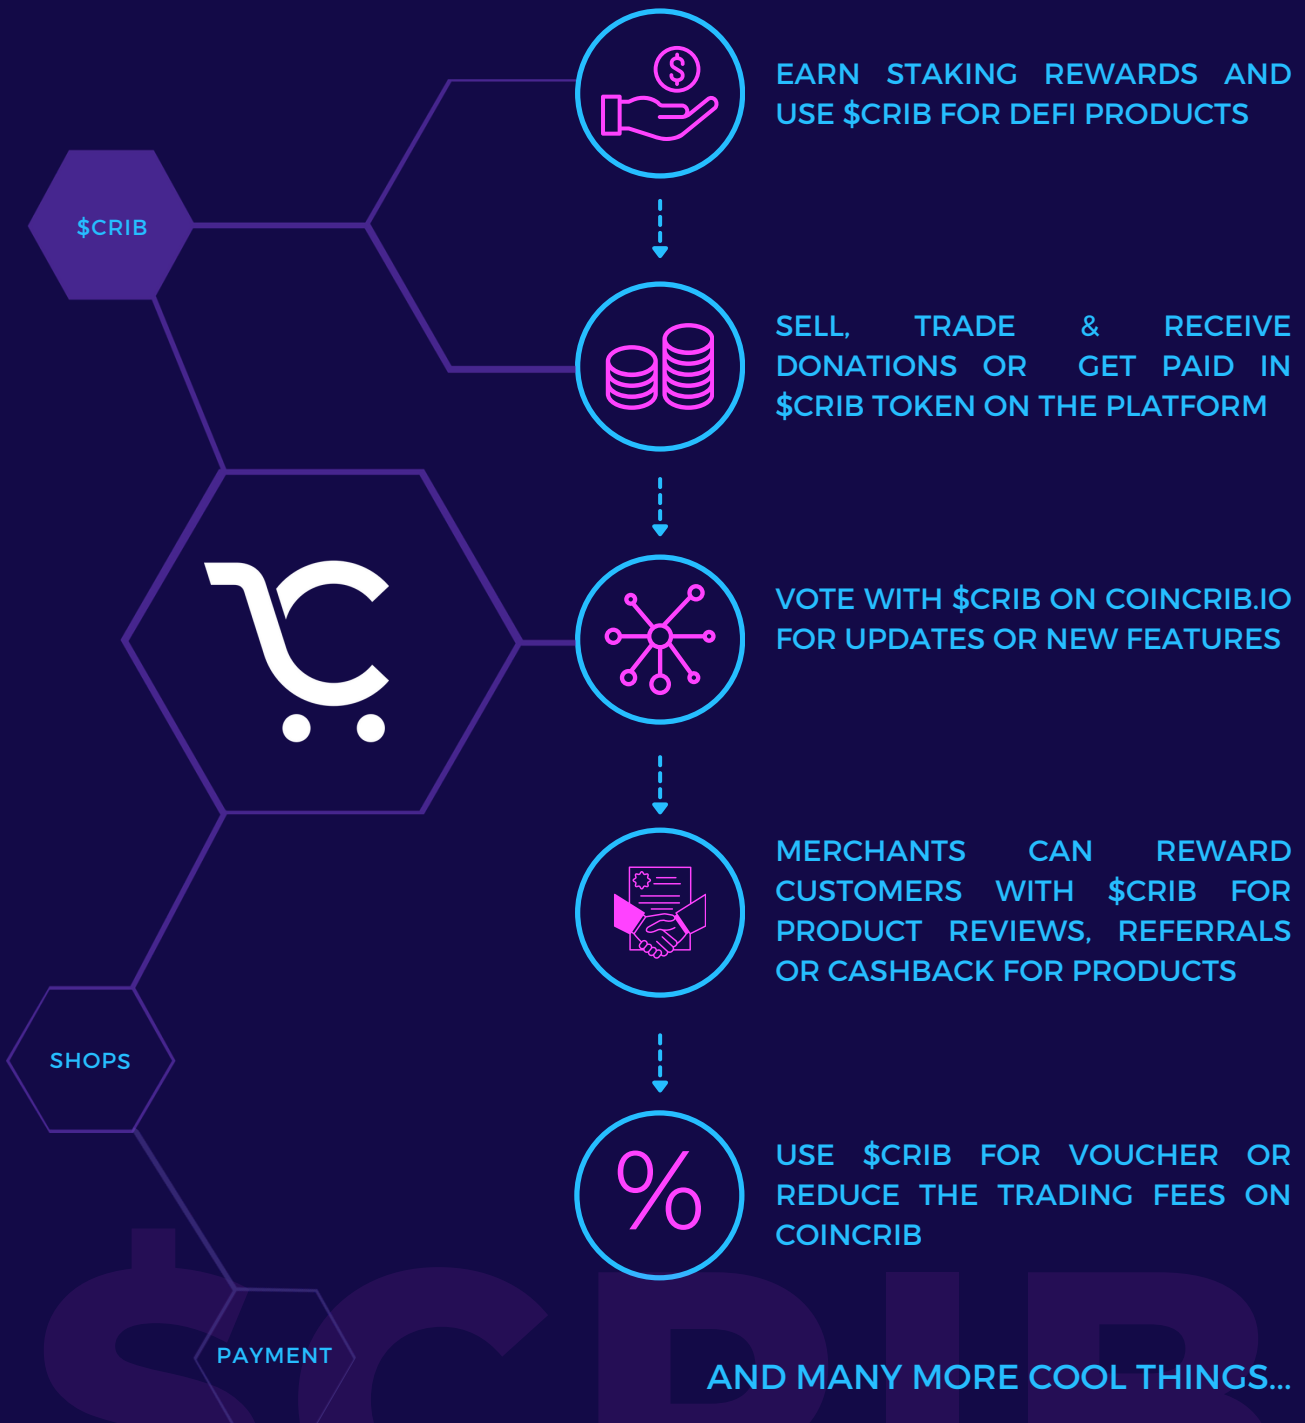 EARN STAKING REWARDS AND
USE $CRIB FOR DEFI PRODUCTS
$CRIB
SELL, TRADE & RECEIVE
DONATIONS OR GET PAID IN
$CRIB TOKEN ON THE PLATFORM
VOTE WITH $CRIB ON COINCRIB.IO
FOR UPDATES OR NEW FEATURES
MERCHANTS CAN REWARD
CUSTOMERS WITH $CRIB FOR
PRODUCT REVIEWS, REFERRALS
OR CASHBACK FOR PRODUCTS
SHOPS
%
USE $CRIB FOR VOUCHER OR
REDUCE THE TRADING FEES ON
COINCRIB
$CRIB
PAYMENT
AND MANY MORE COOL THINGS...